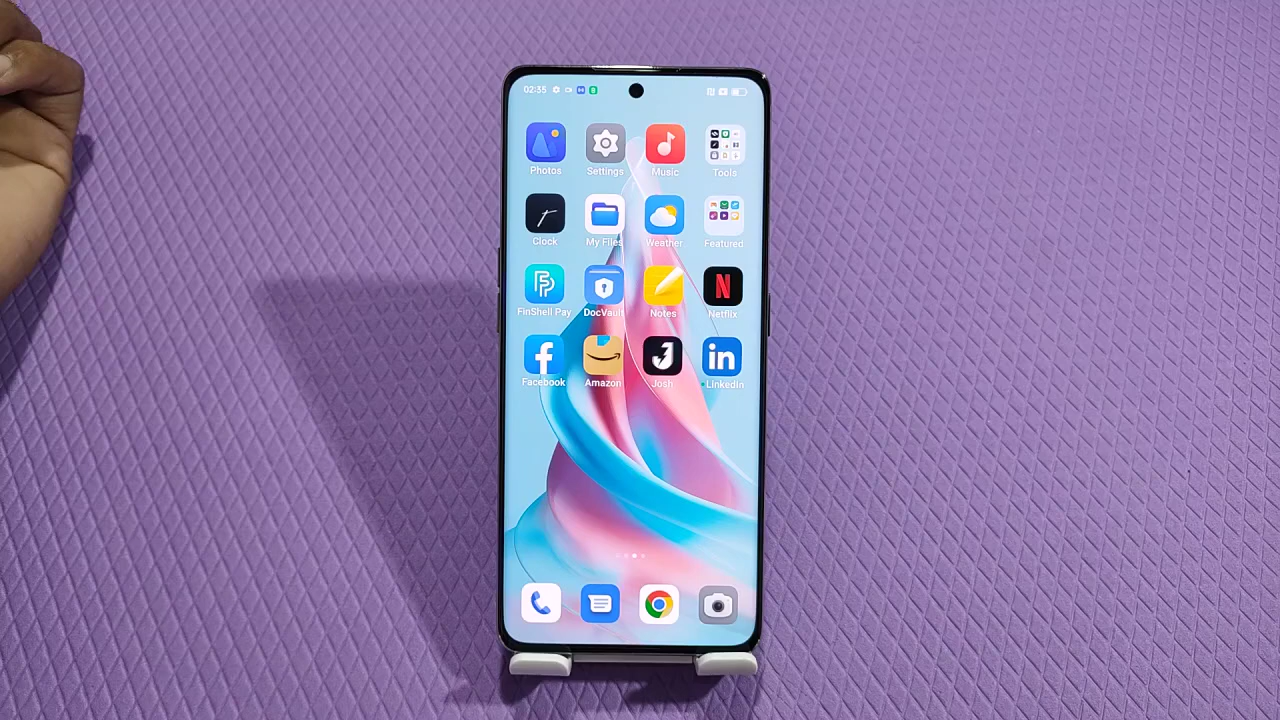 02:35
Photos Settings Music Tools
Clock My Files Weather Featured
FinShell Pay DocVault Notes Netflix
Facebook Amazon Josh LinkedIn